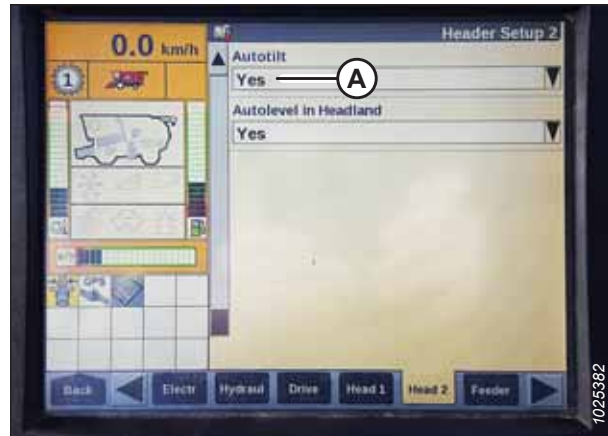 Header Setup 2
0.0 km/h
Autotilt
1
Yes
A
Autolevel in Headland
Yes
GPS
Back
Electr
Hydraul
Drive
Head 1
Head 2
Feeder
1025382